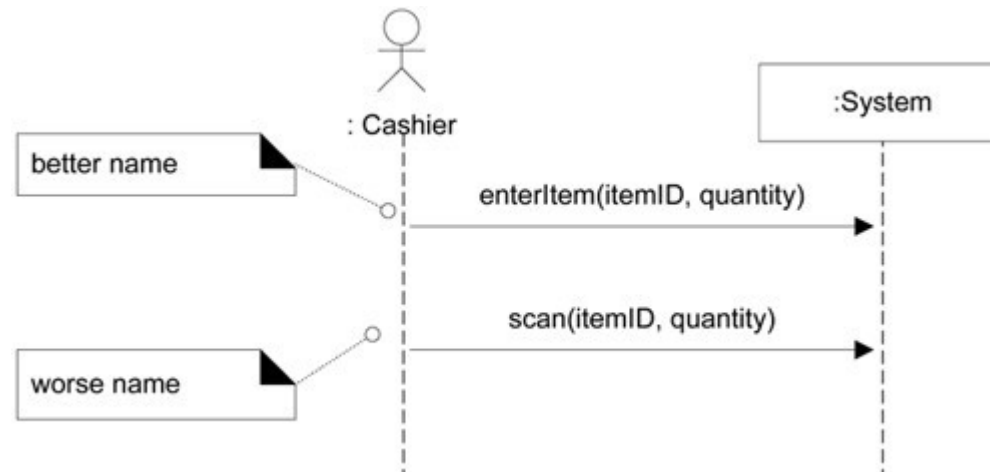 : Cashier
:System
better name
enterItem(itemID, quantity)
scan(itemID, quantity)
worse name